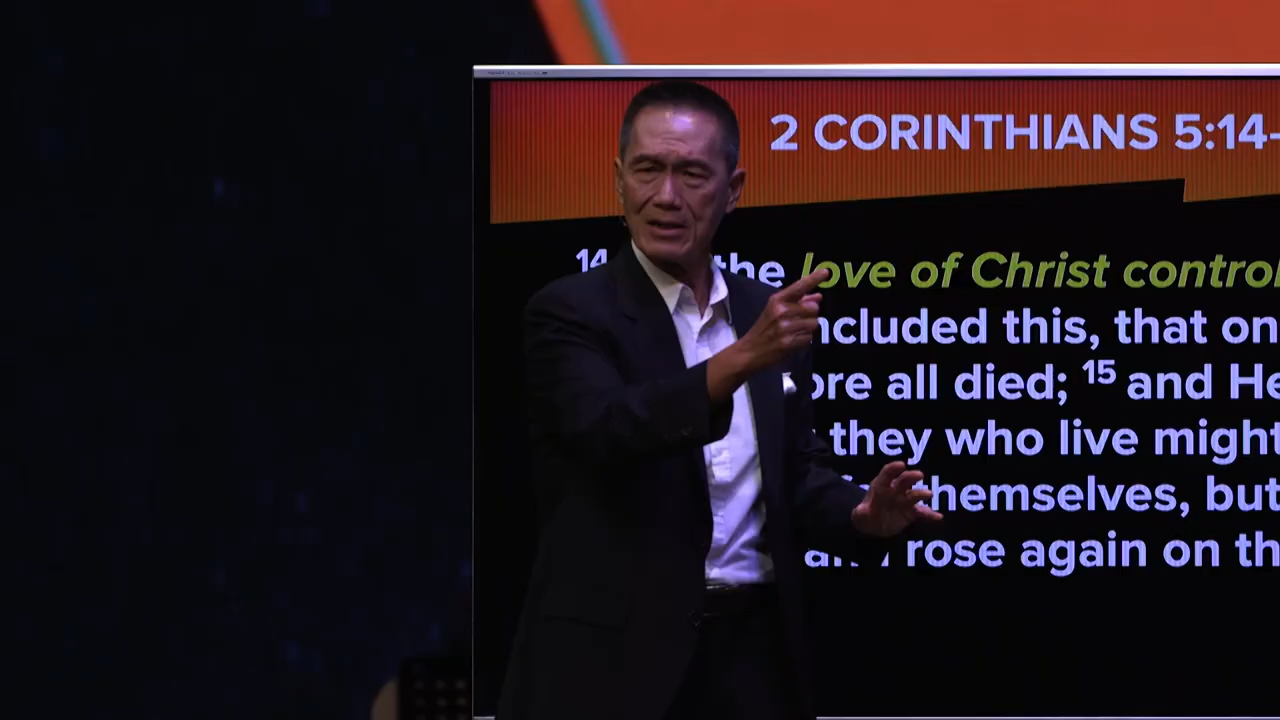 2 CORINTHIANS 5:14-
14 the love of Christ control
ncluded this, that on
ore all died; 15 and He
they who live might
themselves, but
rose again on th